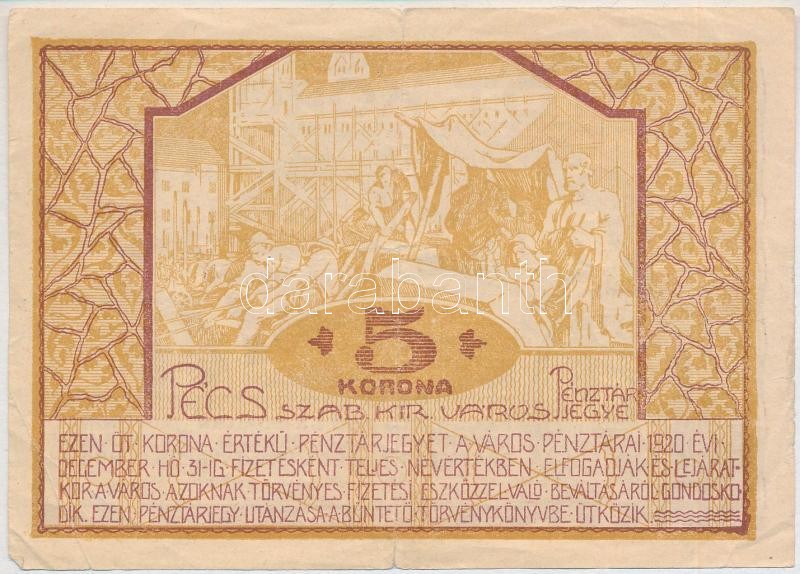 5
KORONA
PÉCS SZAB. KIR. VÁROS PÉNZTÁR
JEGYE
EZEN ÖT KORONA ÉRTÉKŰ PÉNZTÁRJEGYET A VÁROS PÉNZTÁRAI 1920 ÉVI
DECEMBER HÓ 31-IG FIZETÉSKÉNT TELJES NÉVÉRTÉKBEN ELFOGADJÁK ÉS LEJÁRAT-
KOR A VÁROS AZOKNAK TÖRVÉNYES FIZETÉSI ESZKÖZZEL VALÓ BEVÁLTÁSÁRÓL GONDOSKO
DIK. EZEN PÉNZTÁRJEGY UTÁNZÁSA A BÜNTETŐ TÖRVÉNYKÖNYVBE ÜTKÖZIK.
darabanth